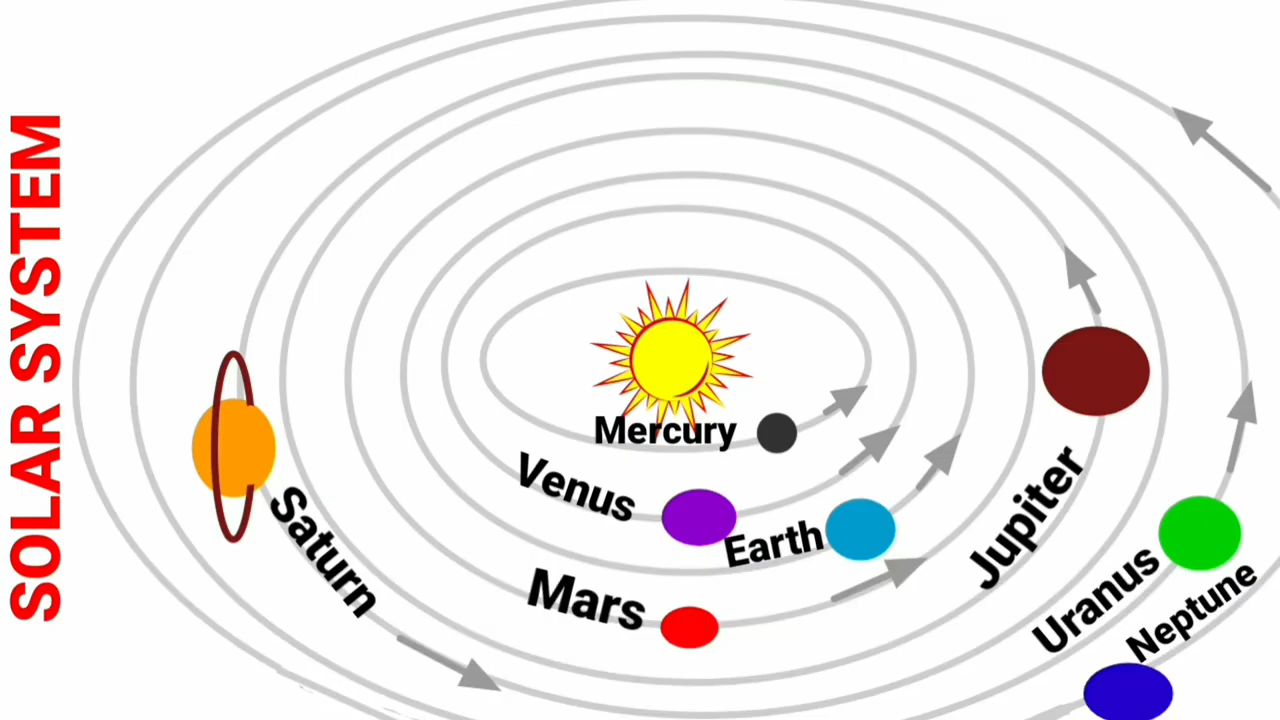 SOLAR SYSTEM
Mercury
Venus
Earth
Mars
Jupiter
Saturn
Uranus
Neptune